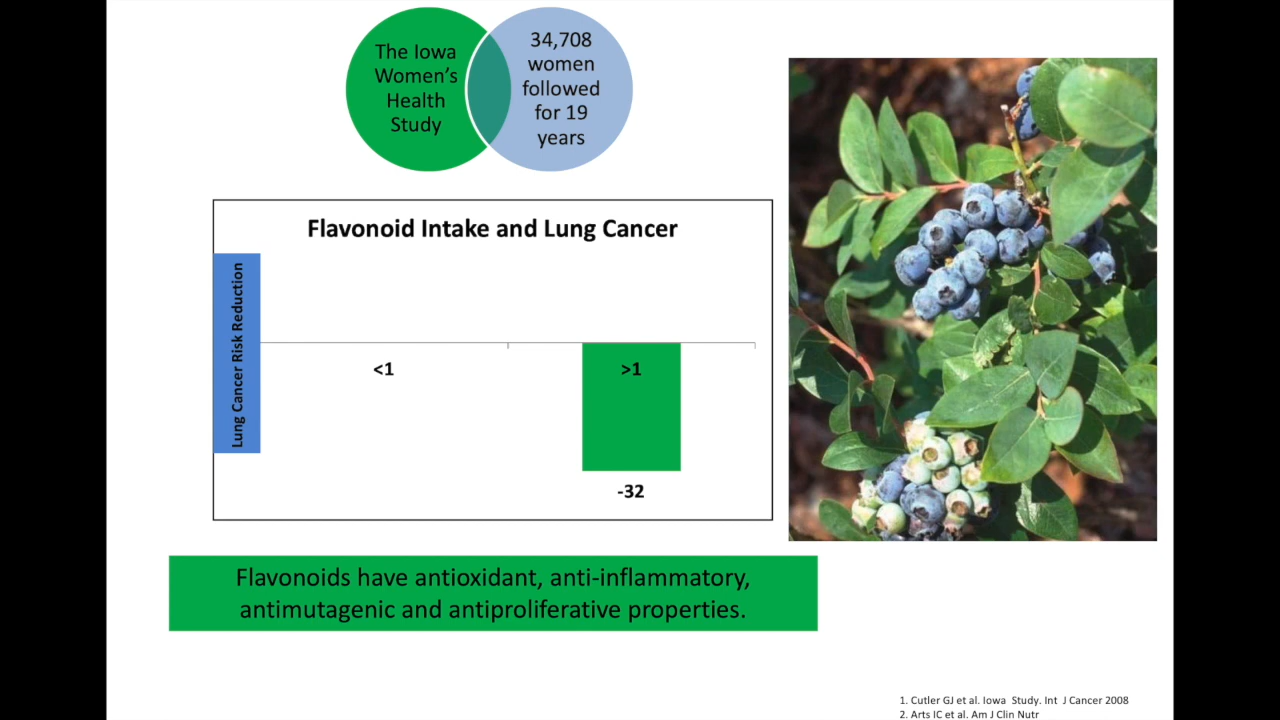 The Iowa
Women's
Health
Study
34,708
women
followed
for 19
years
Flavonoid Intake and Lung Cancer
Lung Cancer Risk Reduction
<1
>1
-32
Flavonoids have antioxidant, anti-inflammatory,
antimutagenic and antiproliferative properties.
1. Cutler GJ et al. Iowa Study. Int J Cancer 2008
2. Arts IC et al. Am J Clin Nutr